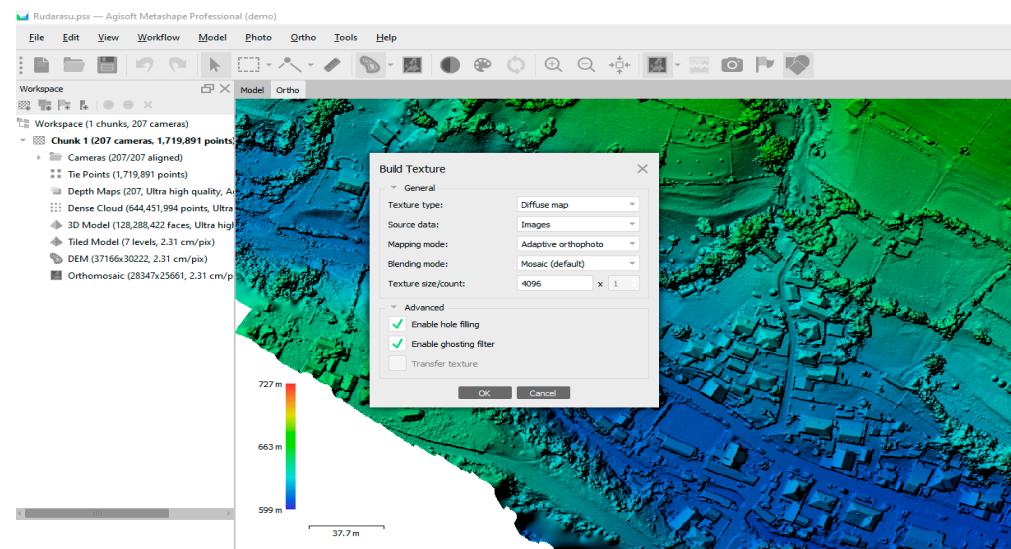 Rudarasu.psx — Agisoft Metashape Professional (demo)
File Edit View Workflow Model Photo Ortho Tools Help
Workspace
Model Ortho
Workspace (1 chunks, 207 cameras)
Chunk 1 (207 cameras, 1,719,891 points)
Cameras (207/207 aligned)
Tie Points (1,719,891 points)
Depth Maps (207, Ultra high quality, A
Dense Cloud (644,451,994 points, Ultra
3D Model (128,288,422 faces, Ultra high
Tiled Model (7 levels, 2.31 cm/pix)
DEM (37166x30222, 2.31 cm/pix)
Orthomosaic (28347x25661, 2.31 cm/p
Build Texture
General
Texture type: Diffuse map
Source data: Images
Mapping mode: Adaptive orthophoto
Blending mode: Mosaic (default)
Texture size/count: 4096 x 1
Advanced
Enable hole filling
Enable ghosting filter
Transfer texture
OK Cancel
727 m
663 m
599 m
37.7 m